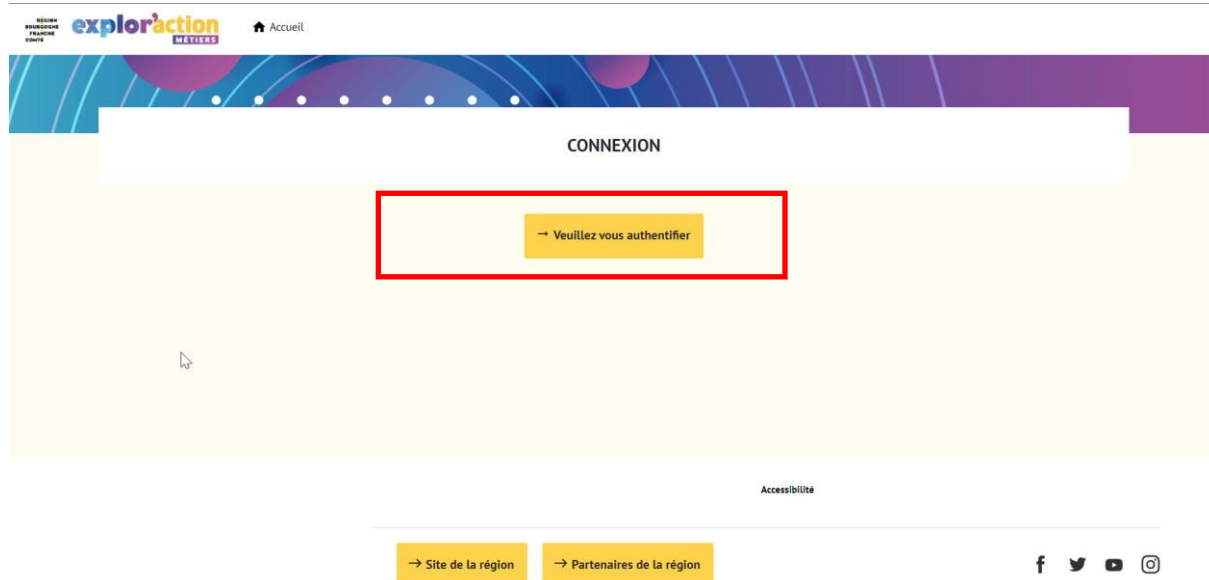 RÉGION
BOURGOGNE
FRANCHE
COMTÉ
explor'action
MÉTIERS
Accueil
CONNEXION
→ Veuillez vous authentifier
Accessibilité
→ Site de la région
→ Partenaires de la région